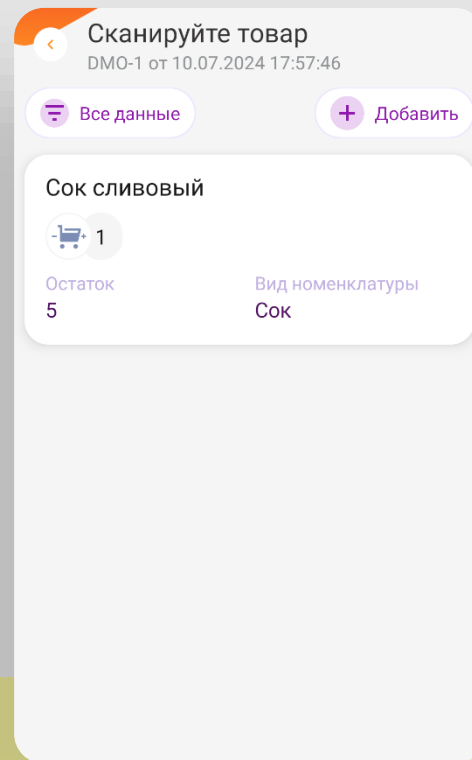 Сканируйте товар
DMO-1 от 10.07.2024 17:57:46
Все данные
Добавить
Сок сливовый
1
Остаток
Вид номенклатуры
5
Сок